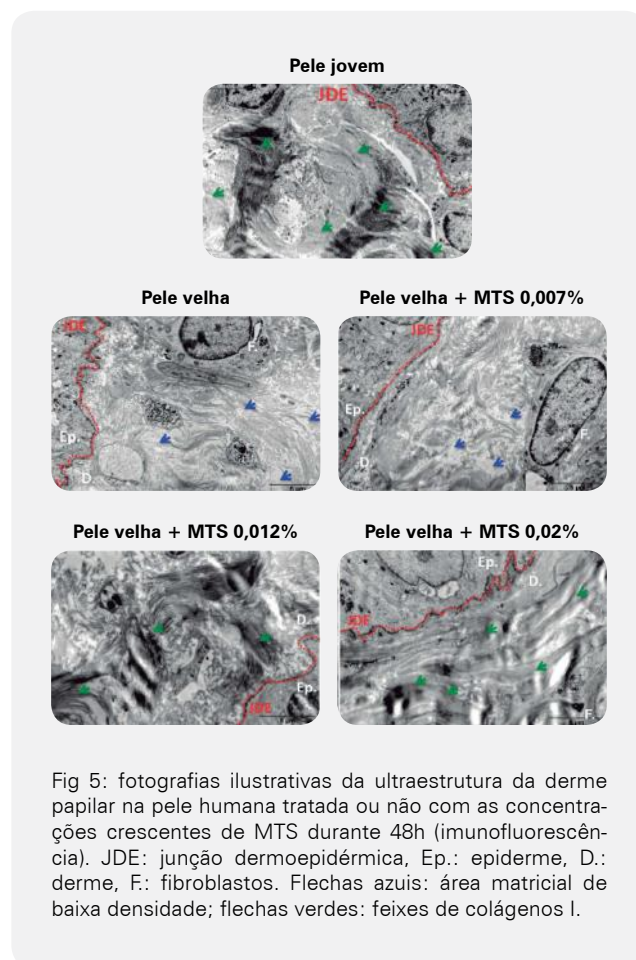 Pele jovem
JDE
Pele velha
Pele velha + MTS 0,007%
JDE
F.
Ep.
D.
JDE
Ep.
D.
F.
Pele velha + MTS 0,012%
Pele velha + MTS 0,02%
D.
Ep.
JDE
Ep.
D.
JDE
F.
Fig 5: fotografias ilustrativas da ultraestrutura da derme
papilar na pele humana tratada ou não com as concentra-
ções crescentes de MTS durante 48h (imunofluorescên-
cia). JDE: junção dermoepidérmica, Ep.: epiderme, D.:
derme, F.: fibroblastos. Flechas azuis: área matricial de
baixa densidade; flechas verdes: feixes de colágenos I.